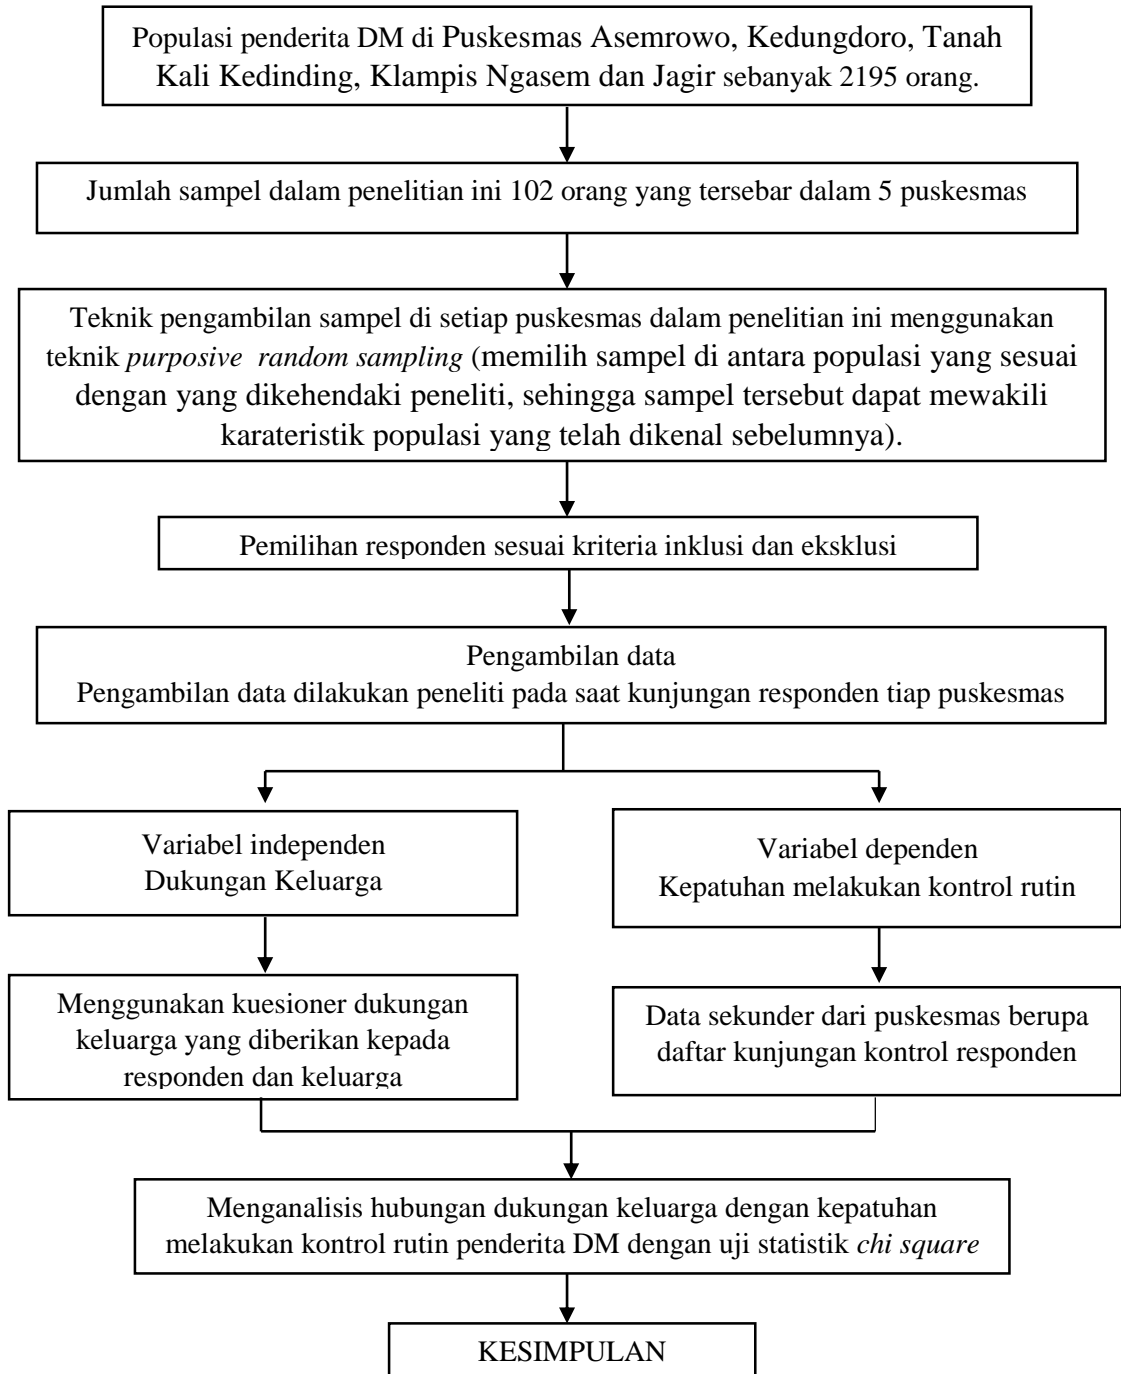 Populasi penderita DM di Puskesmas Asemrowo, Kedungdoro, Tanah
Kali Kedinding, Klampis Ngasem dan Jagir sebanyak 2195 orang.
Jumlah sampel dalam penelitian ini 102 orang yang tersebar dalam 5 puskesmas
Teknik pengambilan sampel di setiap puskesmas dalam penelitian ini menggunakan
teknik purposive random sampling (memilih sampel di antara populasi yang sesuai
dengan yang dikehendaki peneliti, sehingga sampel tersebut dapat mewakili
karateristik populasi yang telah dikenal sebelumnya).
Pemilihan responden sesuai kriteria inklusi dan eksklusi
Pengambilan data
Pengambilan data dilakukan peneliti pada saat kunjungan responden tiap puskesmas
Variabel independen
Dukungan Keluarga
Variabel dependen
Kepatuhan melakukan kontrol rutin
Menggunakan kuesioner dukungan
keluarga yang diberikan kepada
responden dan keluarga
Data sekunder dari puskesmas berupa
daftar kunjungan kontrol responden
Menganalisis hubungan dukungan keluarga dengan kepatuhan
melakukan kontrol rutin penderita DM dengan uji statistik chi square
KESIMPULAN